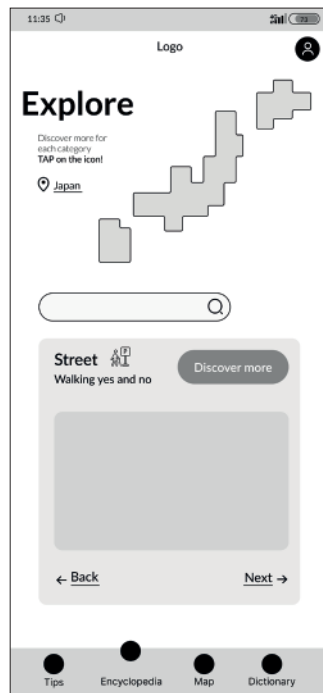 11:35
73
Logo
Explore
Discover more for
each category
TAP on the icon!
Japan
Street
P
Walking yes and no
Discover more
← Back
Next →
Tips
Encyclopedia
Map
Dictionary